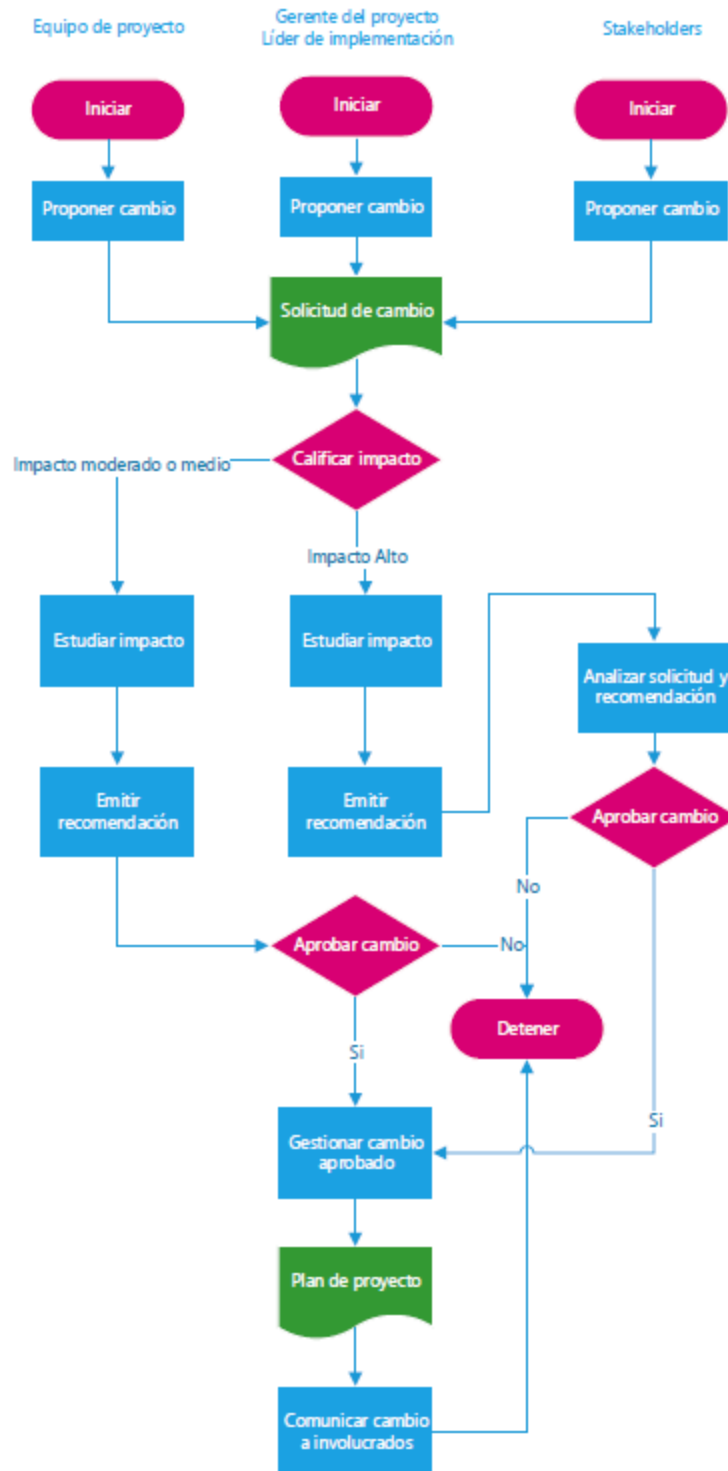 Equipo de proyecto
Gerente del proyecto
Líder de implementación
Stakeholders
Iniciar
Iniciar
Iniciar
Proponer cambio
Proponer cambio
Proponer cambio
Solicitud de cambio
Calificar impacto
Impacto moderado o medio
Impacto Alto
Estudiar impacto
Estudiar impacto
Analizar solicitud y
recomendación
Emitir
recomendación
Emitir
recomendación
Aprobar cambio
No
Aprobar cambio
No
Detener
Si
Si
Gestionar cambio
aprobado
Plan de proyecto
Comunicar cambio
a involucrados